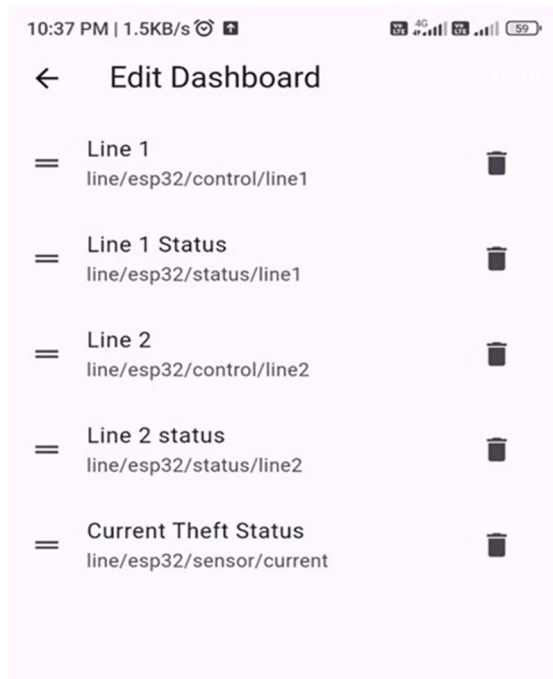 10:37 PM | 1.5KB/s 4G 59
Edit Dashboard
Line 1
line/esp32/control/line1
Line 1 Status
line/esp32/status/line1
Line 2
line/esp32/control/line2
Line 2 status
line/esp32/status/line2
Current Theft Status
line/esp32/sensor/current